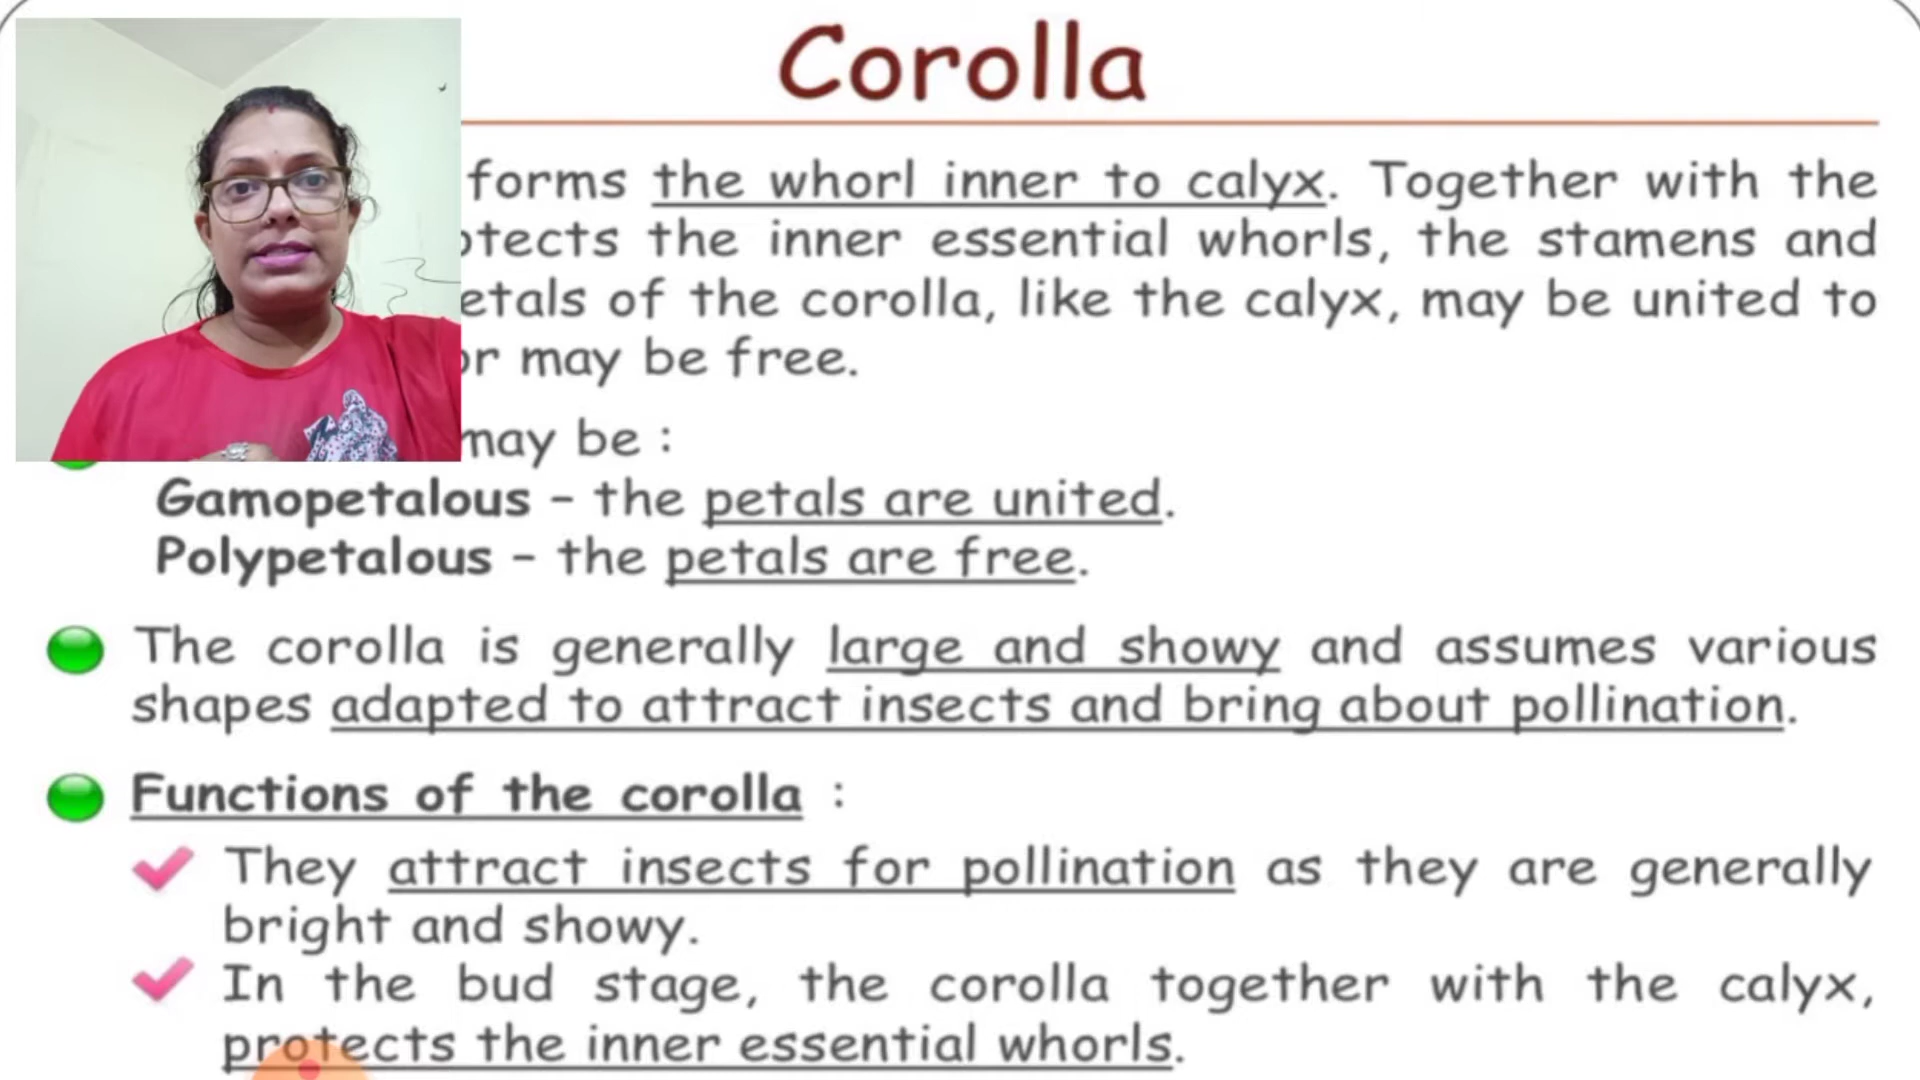 Corolla
forms the whorl inner to calyx. Together with the
the inner essential whorls, the stamens and
of the corolla, like the calyx, may be united to
or may be free.
may be :
Gamopetalous – the petals are united.
Polypetalous – the petals are free.
The corolla is generally large and showy and assumes various
shapes adapted to attract insects and bring about pollination.
Functions of the corolla :
They attract insects for pollination as they are generally
bright and showy.
In the bud stage, the corolla together with the calyx,
protects the inner essential whorls.